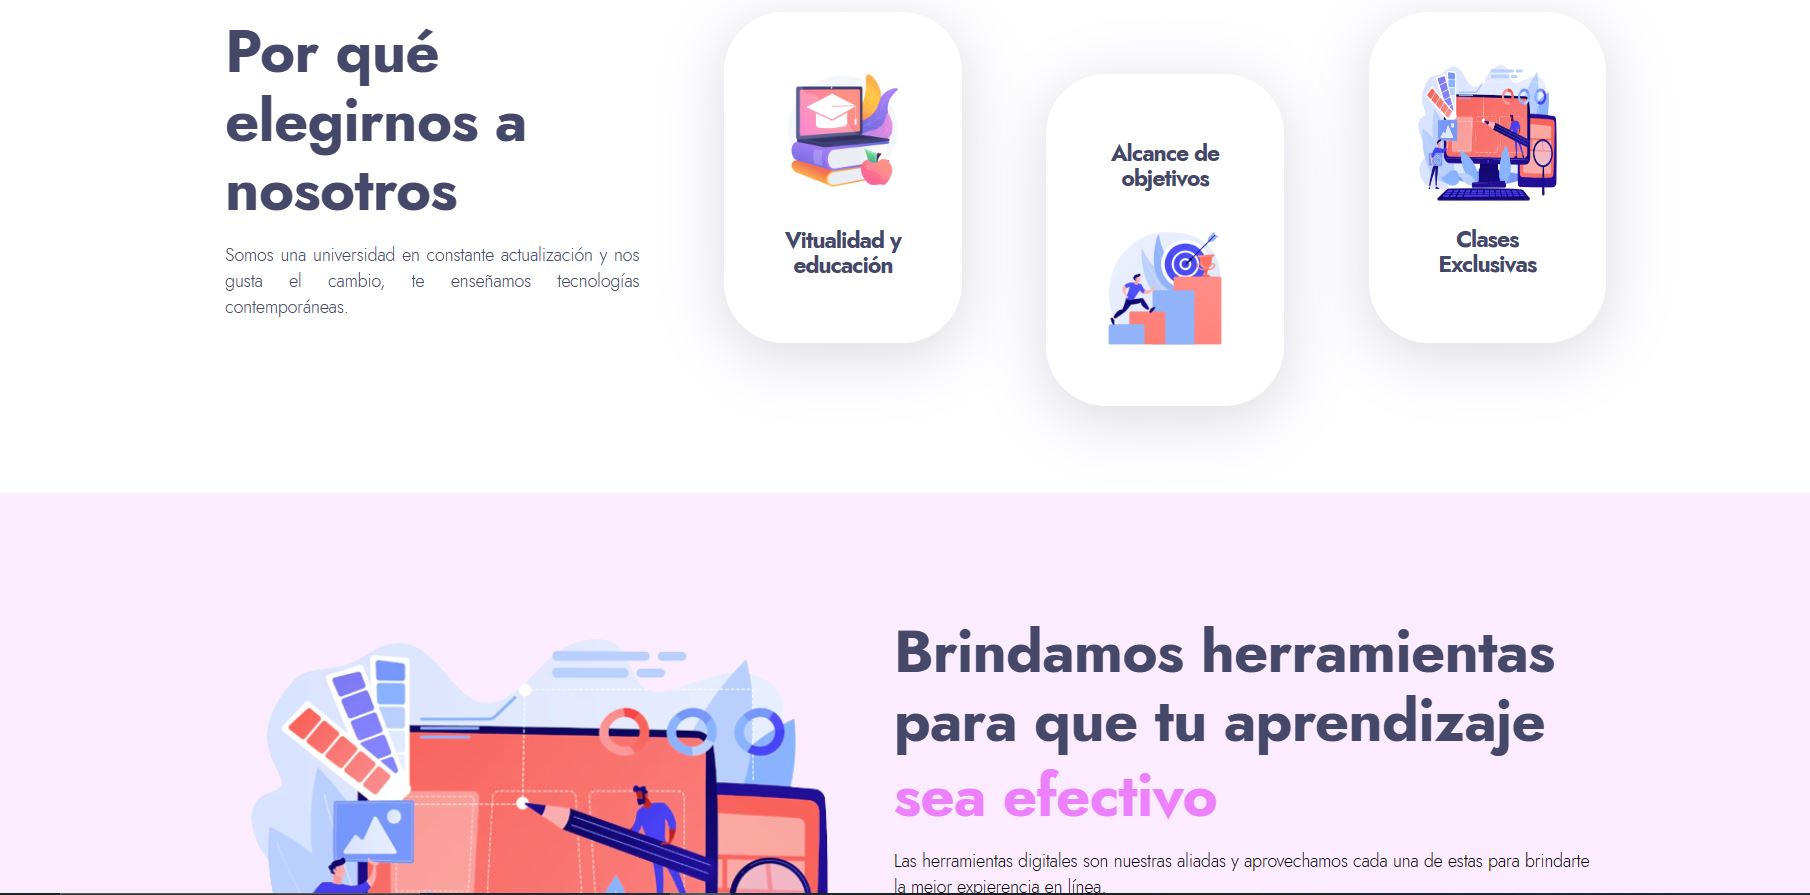 Por qué
elegirnos a
nosotros
Somos una universidad en constante actualización y nos
gusta el cambio, te enseñamos tecnologías
contemporáneas.
Vitualidad y
educación
Alcance de
objetivos
Clases
Exclusivas
Brindamos herramientas
para que tu aprendizaje
sea efectivo
Las herramientas digitales son nuestras aliadas y aprovechamos cada una de estas para brindarte
la mejor expierencia en línea.